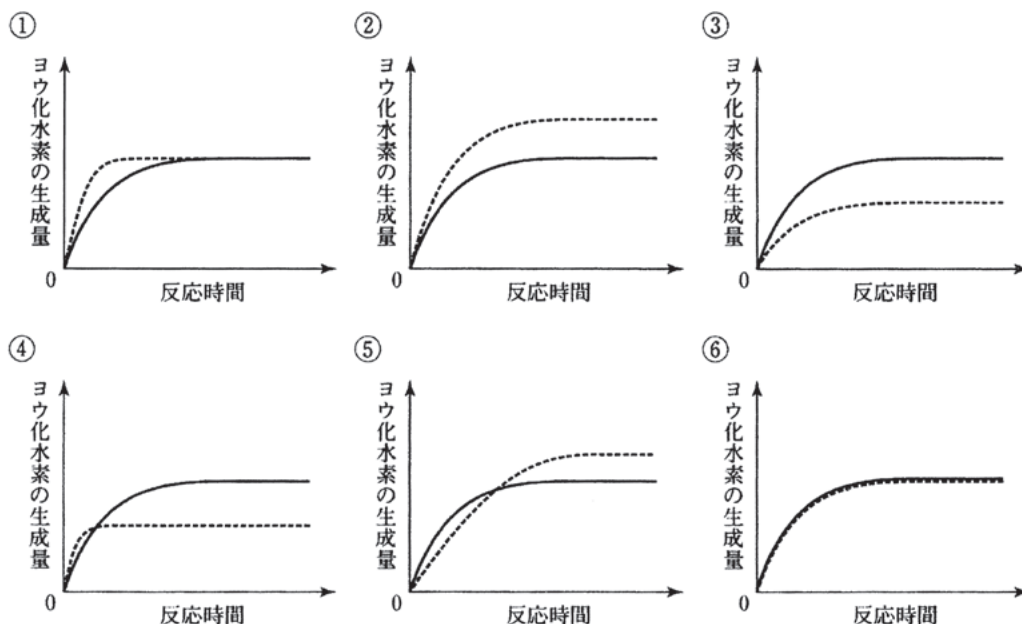 ①
ヨウ化水素の生成量
0
反応時間
②
ヨウ化水素の生成量
0
反応時間
③
ヨウ化水素の生成量
0
反応時間
④
ヨウ化水素の生成量
0
反応時間
⑤
ヨウ化水素の生成量
0
反応時間
⑥
ヨウ化水素の生成量
0
反応時間